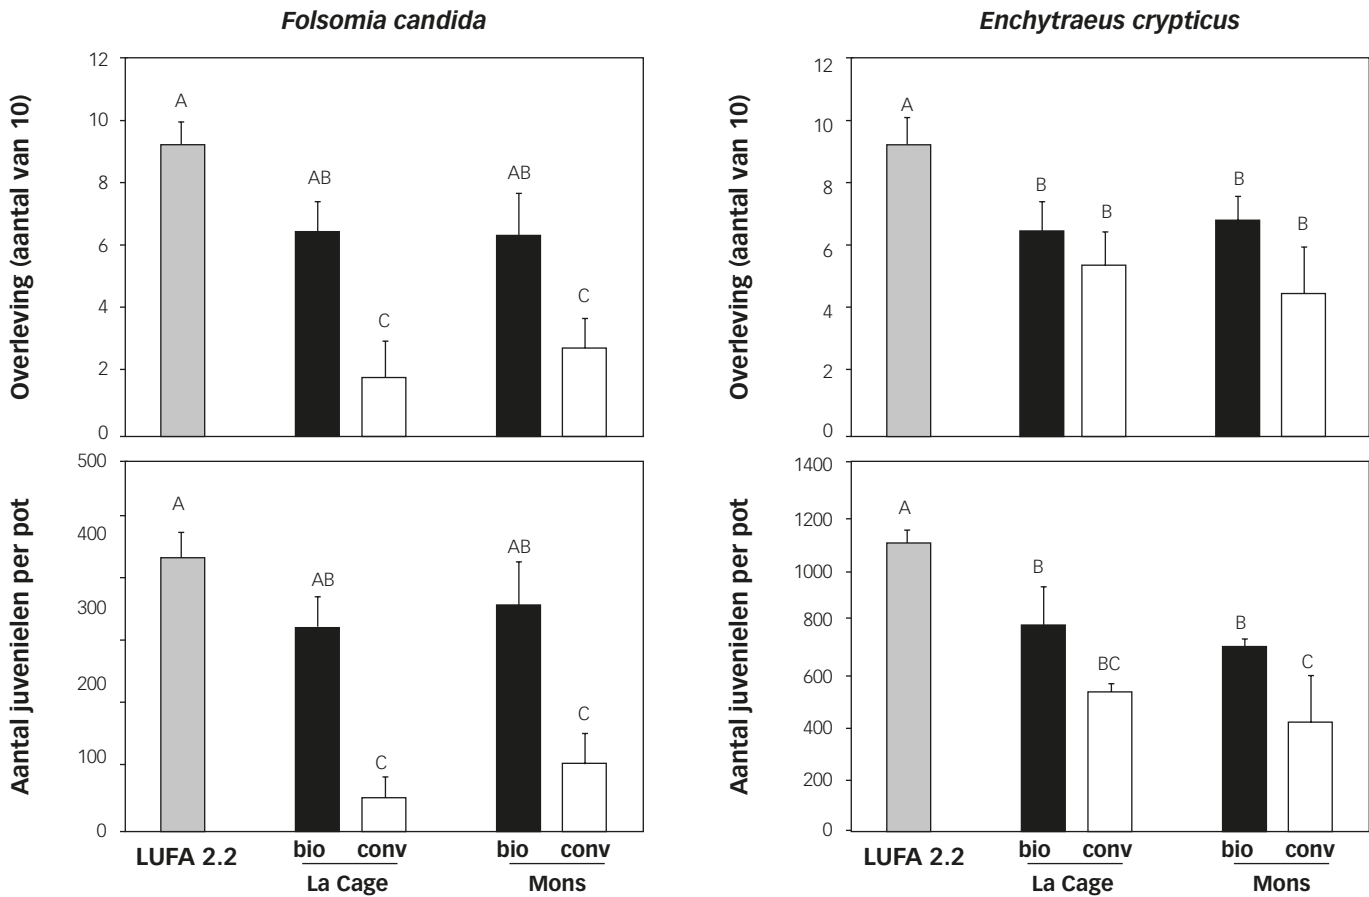 Folsomia candida
Overleving (aantal van 10)
12
10
8
6
4
2
0
A
AB
C
AB
C
Enchytraeus crypticus
Overleving (aantal van 10)
12
10
8
6
4
2
0
A
B
B
B
B
Aantal juvenielen per pot
500
400
300
200
100
0
A
AB
C
AB
C
LUFA 2.2
bio conv
La Cage
bio conv
Mons
Aantal juvenielen per pot
1400
1200
1000
800
600
400
200
0
A
B
BC
B
C
LUFA 2.2
bio conv
La Cage
bio conv
Mons